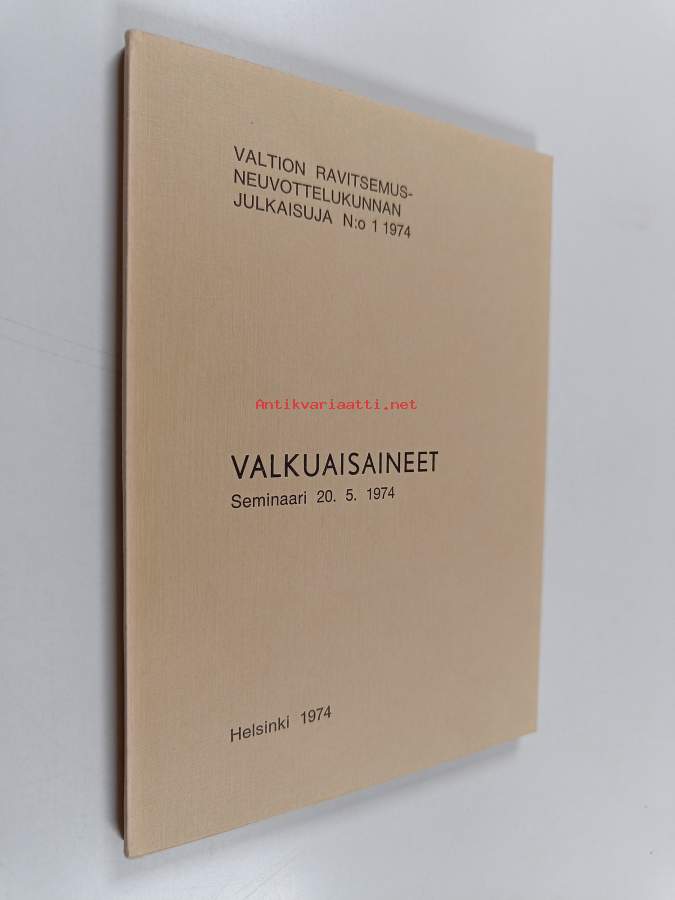 VALTION RAVITSEMUS-
NEUVOTTELUKUNNAN
JULKAISUJA N:o 1 1974
Antikvariaatti.net
VALKUAISAINEET
Seminaari 20. 5. 1974
Helsinki 1974